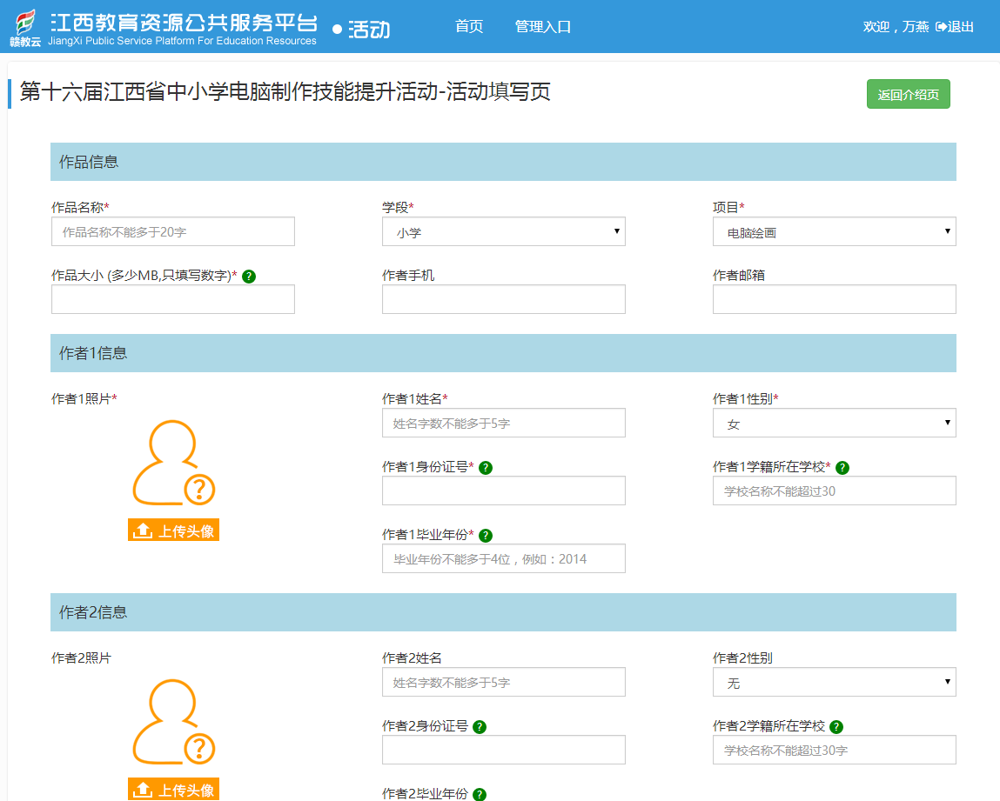 赣教云
江西教育资源公共服务平台
JiangXi Public Service Platform For Education Resources
活动
首页 管理入口 欢迎，万燕 退出
第十六届江西省中小学电脑制作技能提升活动-活动填写页
返回介绍页
作品信息
作品名称* 学段* 项目*
作品名称不能多于20字 小学 电脑绘画
作品大小 (多少MB,只填写数字)* ? 作者手机 作者邮箱
作者1信息
作者1照片* 作者1姓名* 作者1性别*
姓名字数不能多于5字 女
作者1身份证号* ? 作者1学籍所在学校* ?
?
学校名称不能超过30
上传头像
作者1毕业年份* ?
毕业年份不能多于4位，例如：2014
作者2信息
作者2照片 作者2姓名 作者2性别
姓名字数不能多于5字 无
作者2身份证号 ? 作者2学籍所在学校 ?
?
学校名称不能超过30字
上传头像
作者2毕业年份 ?